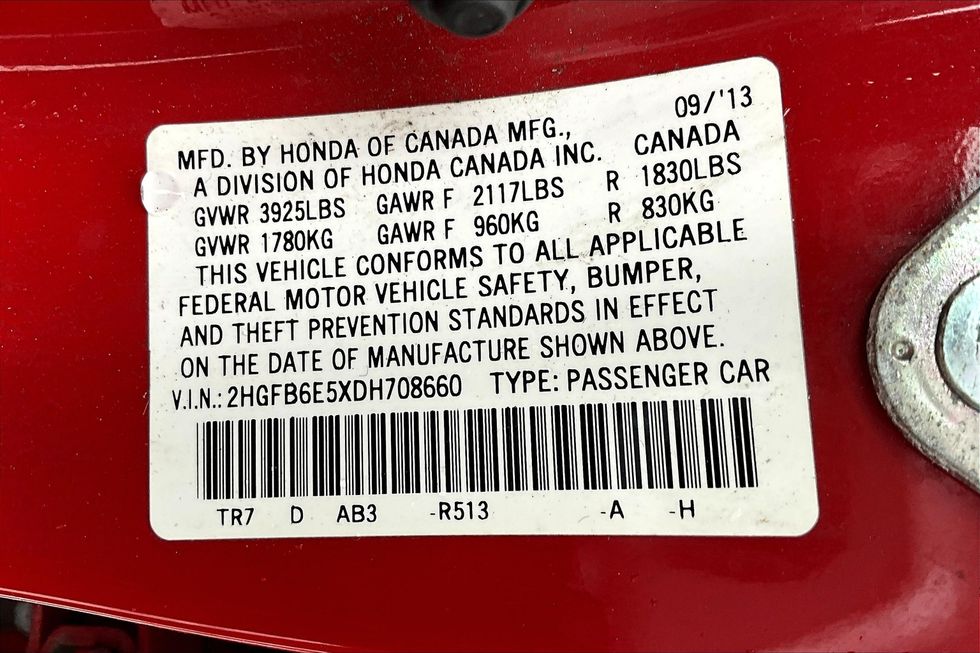 09/'13
MFD. BY HONDA OF CANADA MFG.,
A DIVISION OF HONDA CANADA INC. CANADA
GVWR 3925LBS GAWR F 2117LBS R 1830LBS
GVWR 1780KG GAWR F 960KG R 830KG
THIS VEHICLE CONFORMS TO ALL APPLICABLE
FEDERAL MOTOR VEHICLE SAFETY, BUMPER,
AND THEFT PREVENTION STANDARDS IN EFFECT
ON THE DATE OF MANUFACTURE SHOWN ABOVE.
V.I.N.: 2HGFB6E5XDH708660 TYPE: PASSENGER CAR
TR7 D AB3 -R513 -A -H